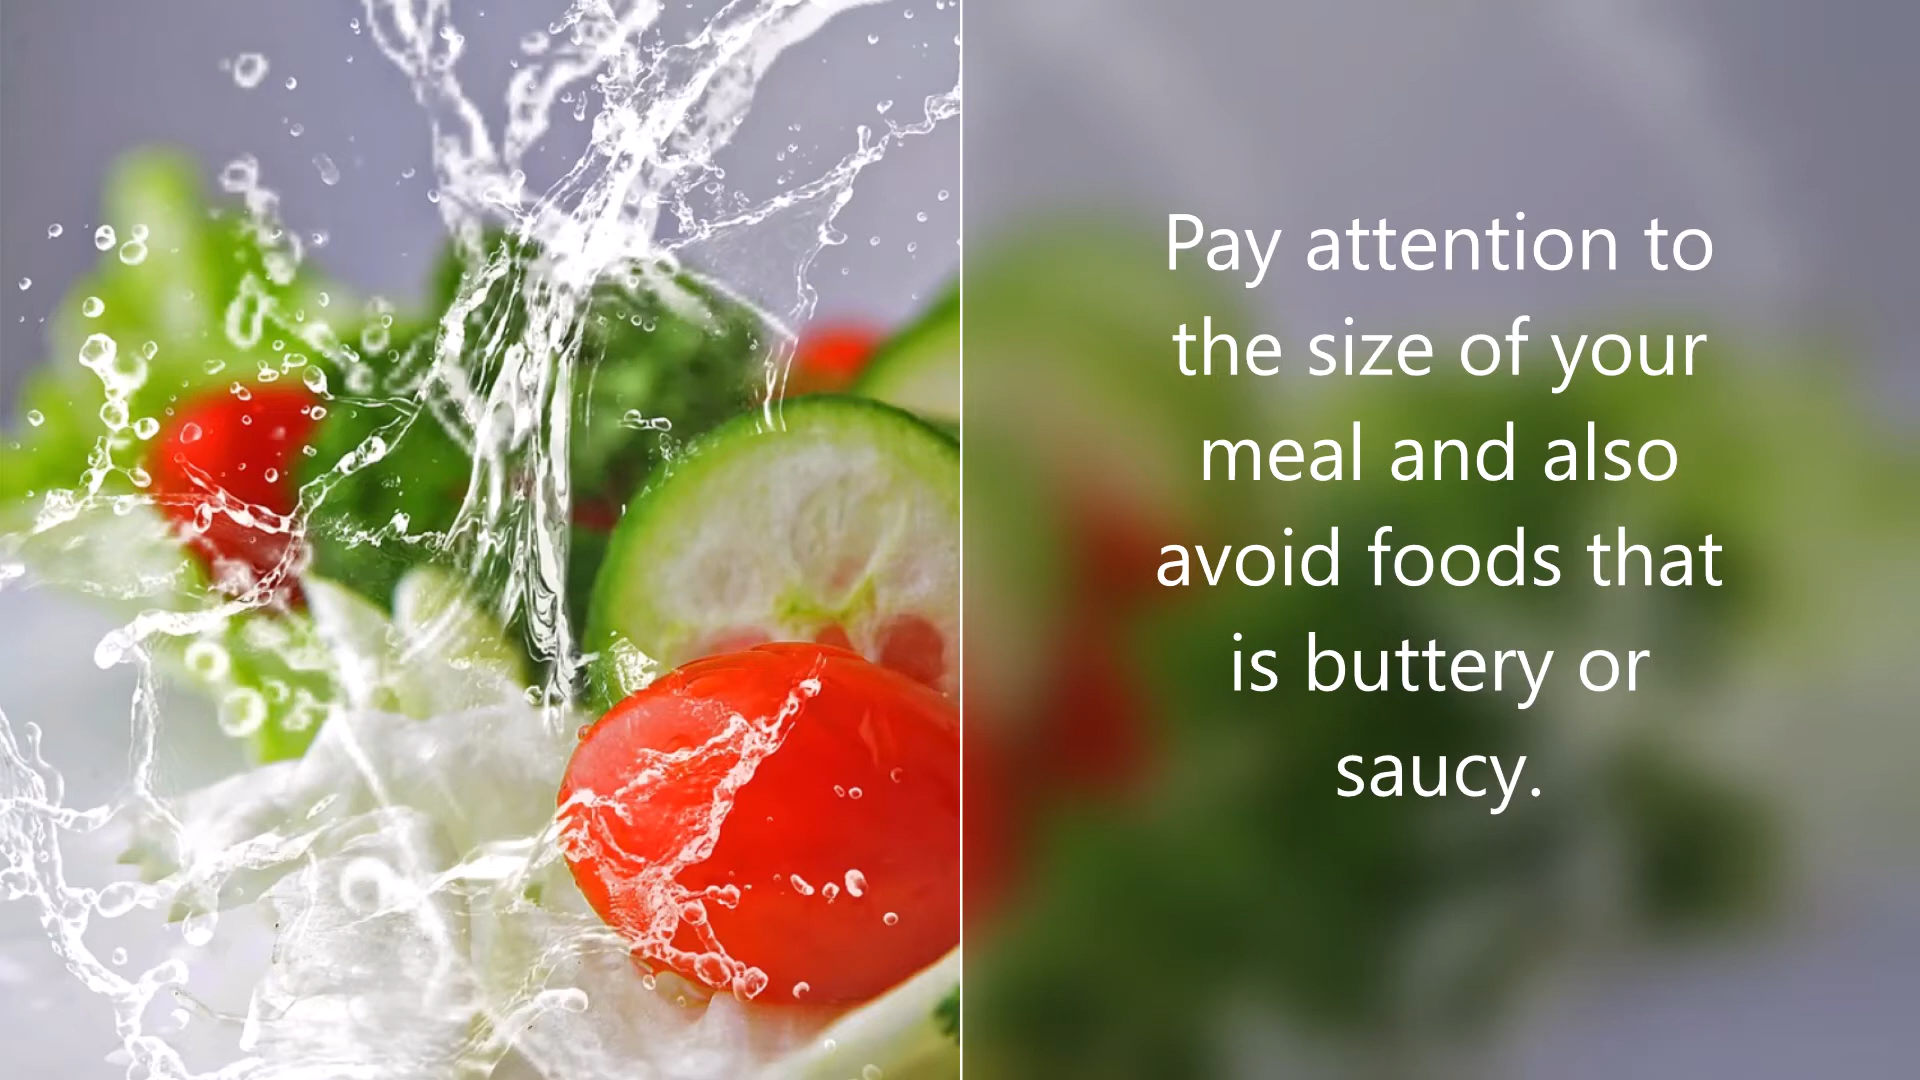 Pay attention to
the size of your
meal and also
avoid foods that
is buttery or
saucy.